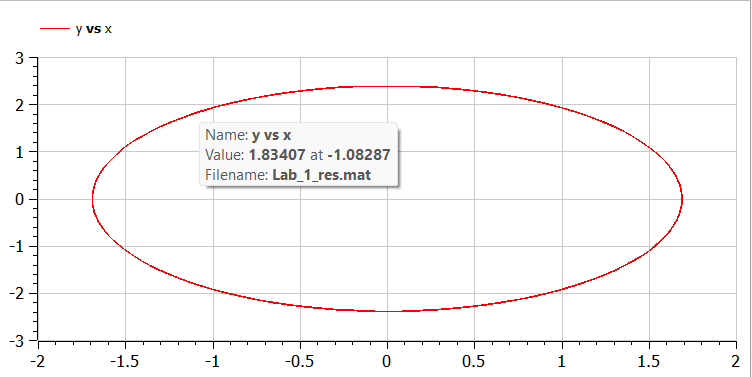 y vs x
3
2
1
0
-1
-2
-3
Name: y vs x
Value: 1.83407 at -1.08287
Filename: Lab_1_res.mat
-2 -1.5 -1 -0.5 0 0.5 1 1.5 2